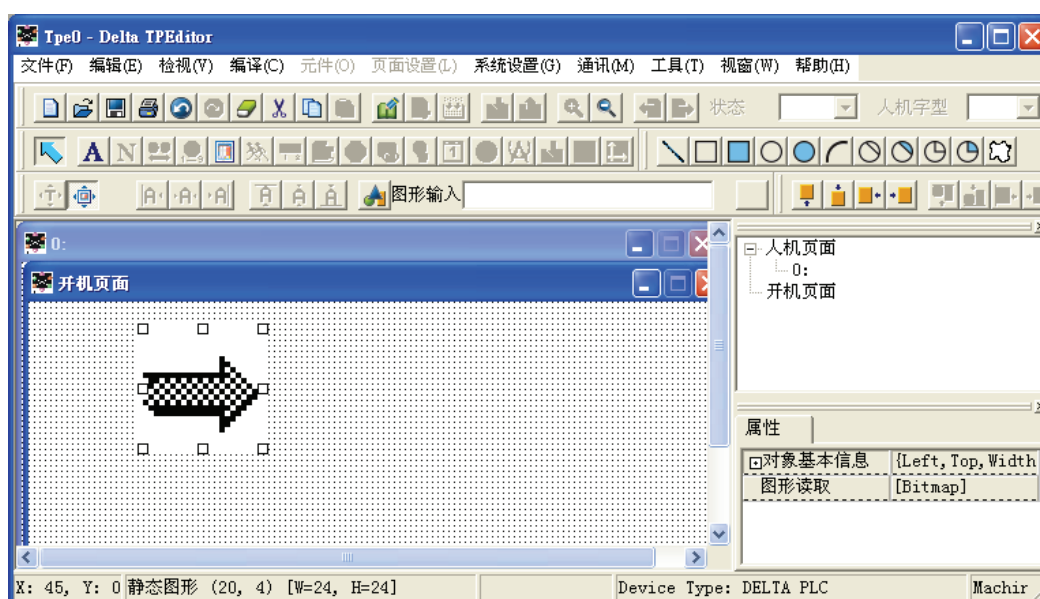 Tpe0 - Delta TPEditor
文件(F) 编辑(E) 检视(V) 编译(C) 元件(O) 页面设置(L) 系统设置(G) 通讯(M) 工具(T) 视窗(W) 帮助(H)
状态 人机字型
图形输入
0:
开机页面
人机页面
0:
开机页面
属性
对象基本信息 {Left, Top, Width
图形读取 [Bitmap]
X: 45, Y: 0 静态图形 (20, 4) [W=24, H=24] Device Type: DELTA PLC Machin